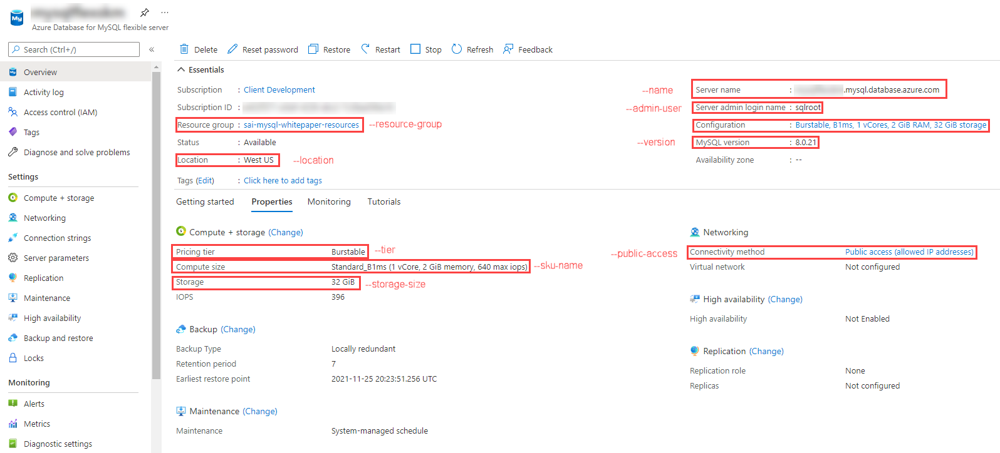 Azure Database for MySQL flexible server
Search (Ctrl+/)
Overview
Activity log
Access control (IAM)
Tags
Diagnose and solve problems
Settings
Compute + storage
Networking
Connection strings
Server parameters
Replication
Maintenance
High availability
Backup and restore
Locks
Monitoring
Alerts
Metrics
Diagnostic settings
Delete Reset password Restore Restart Stop Refresh Feedback
Essentials
Subscription : Client Development
Subscription ID :
Resource group : sai-mysql-whitepaper-resources --resource-group
Status : Available
Location : West US --location
Tags (Edit) : Click here to add tags
--name Server name : .mysql.database.azure.com
--admin-user Server admin login name : sqlroot
Configuration : Burstable, B1ms, 1 vCores, 2 GiB RAM, 32 GiB storage
--version MySQL version : 8.0.21
Availability zone : --
Getting started Properties Monitoring Tutorials
Compute + storage (Change)
Pricing tier Burstable --tier
Compute size Standard_B1ms (1 vCore, 2 GiB memory, 640 max iops) --sku-name
Storage 32 GiB --storage-size
IOPS 396
Backup (Change)
Backup Type Locally redundant
Retention period 7
Earliest restore point 2021-11-25 20:23:51.256 UTC
Maintenance (Change)
Maintenance System-managed schedule
Networking
--public-access Connectivity method Public access (allowed IP addresses)
Virtual network Not configured
High availability (Change)
High availability Not Enabled
Replication (Change)
Replication role None
Replicas Not configured